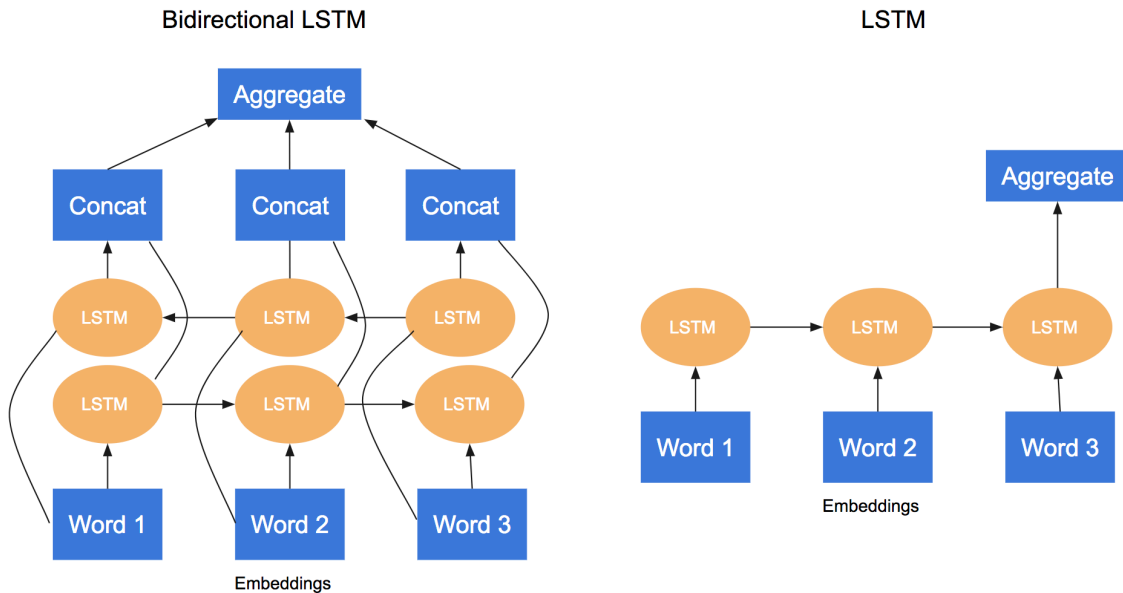 Bidirectional LSTM
Aggregate
Concat Concat Concat
LSTM LSTM LSTM
LSTM LSTM LSTM
Word 1 Word 2 Word 3
Embeddings
LSTM
Aggregate
LSTM LSTM LSTM
Word 1 Word 2 Word 3
Embeddings